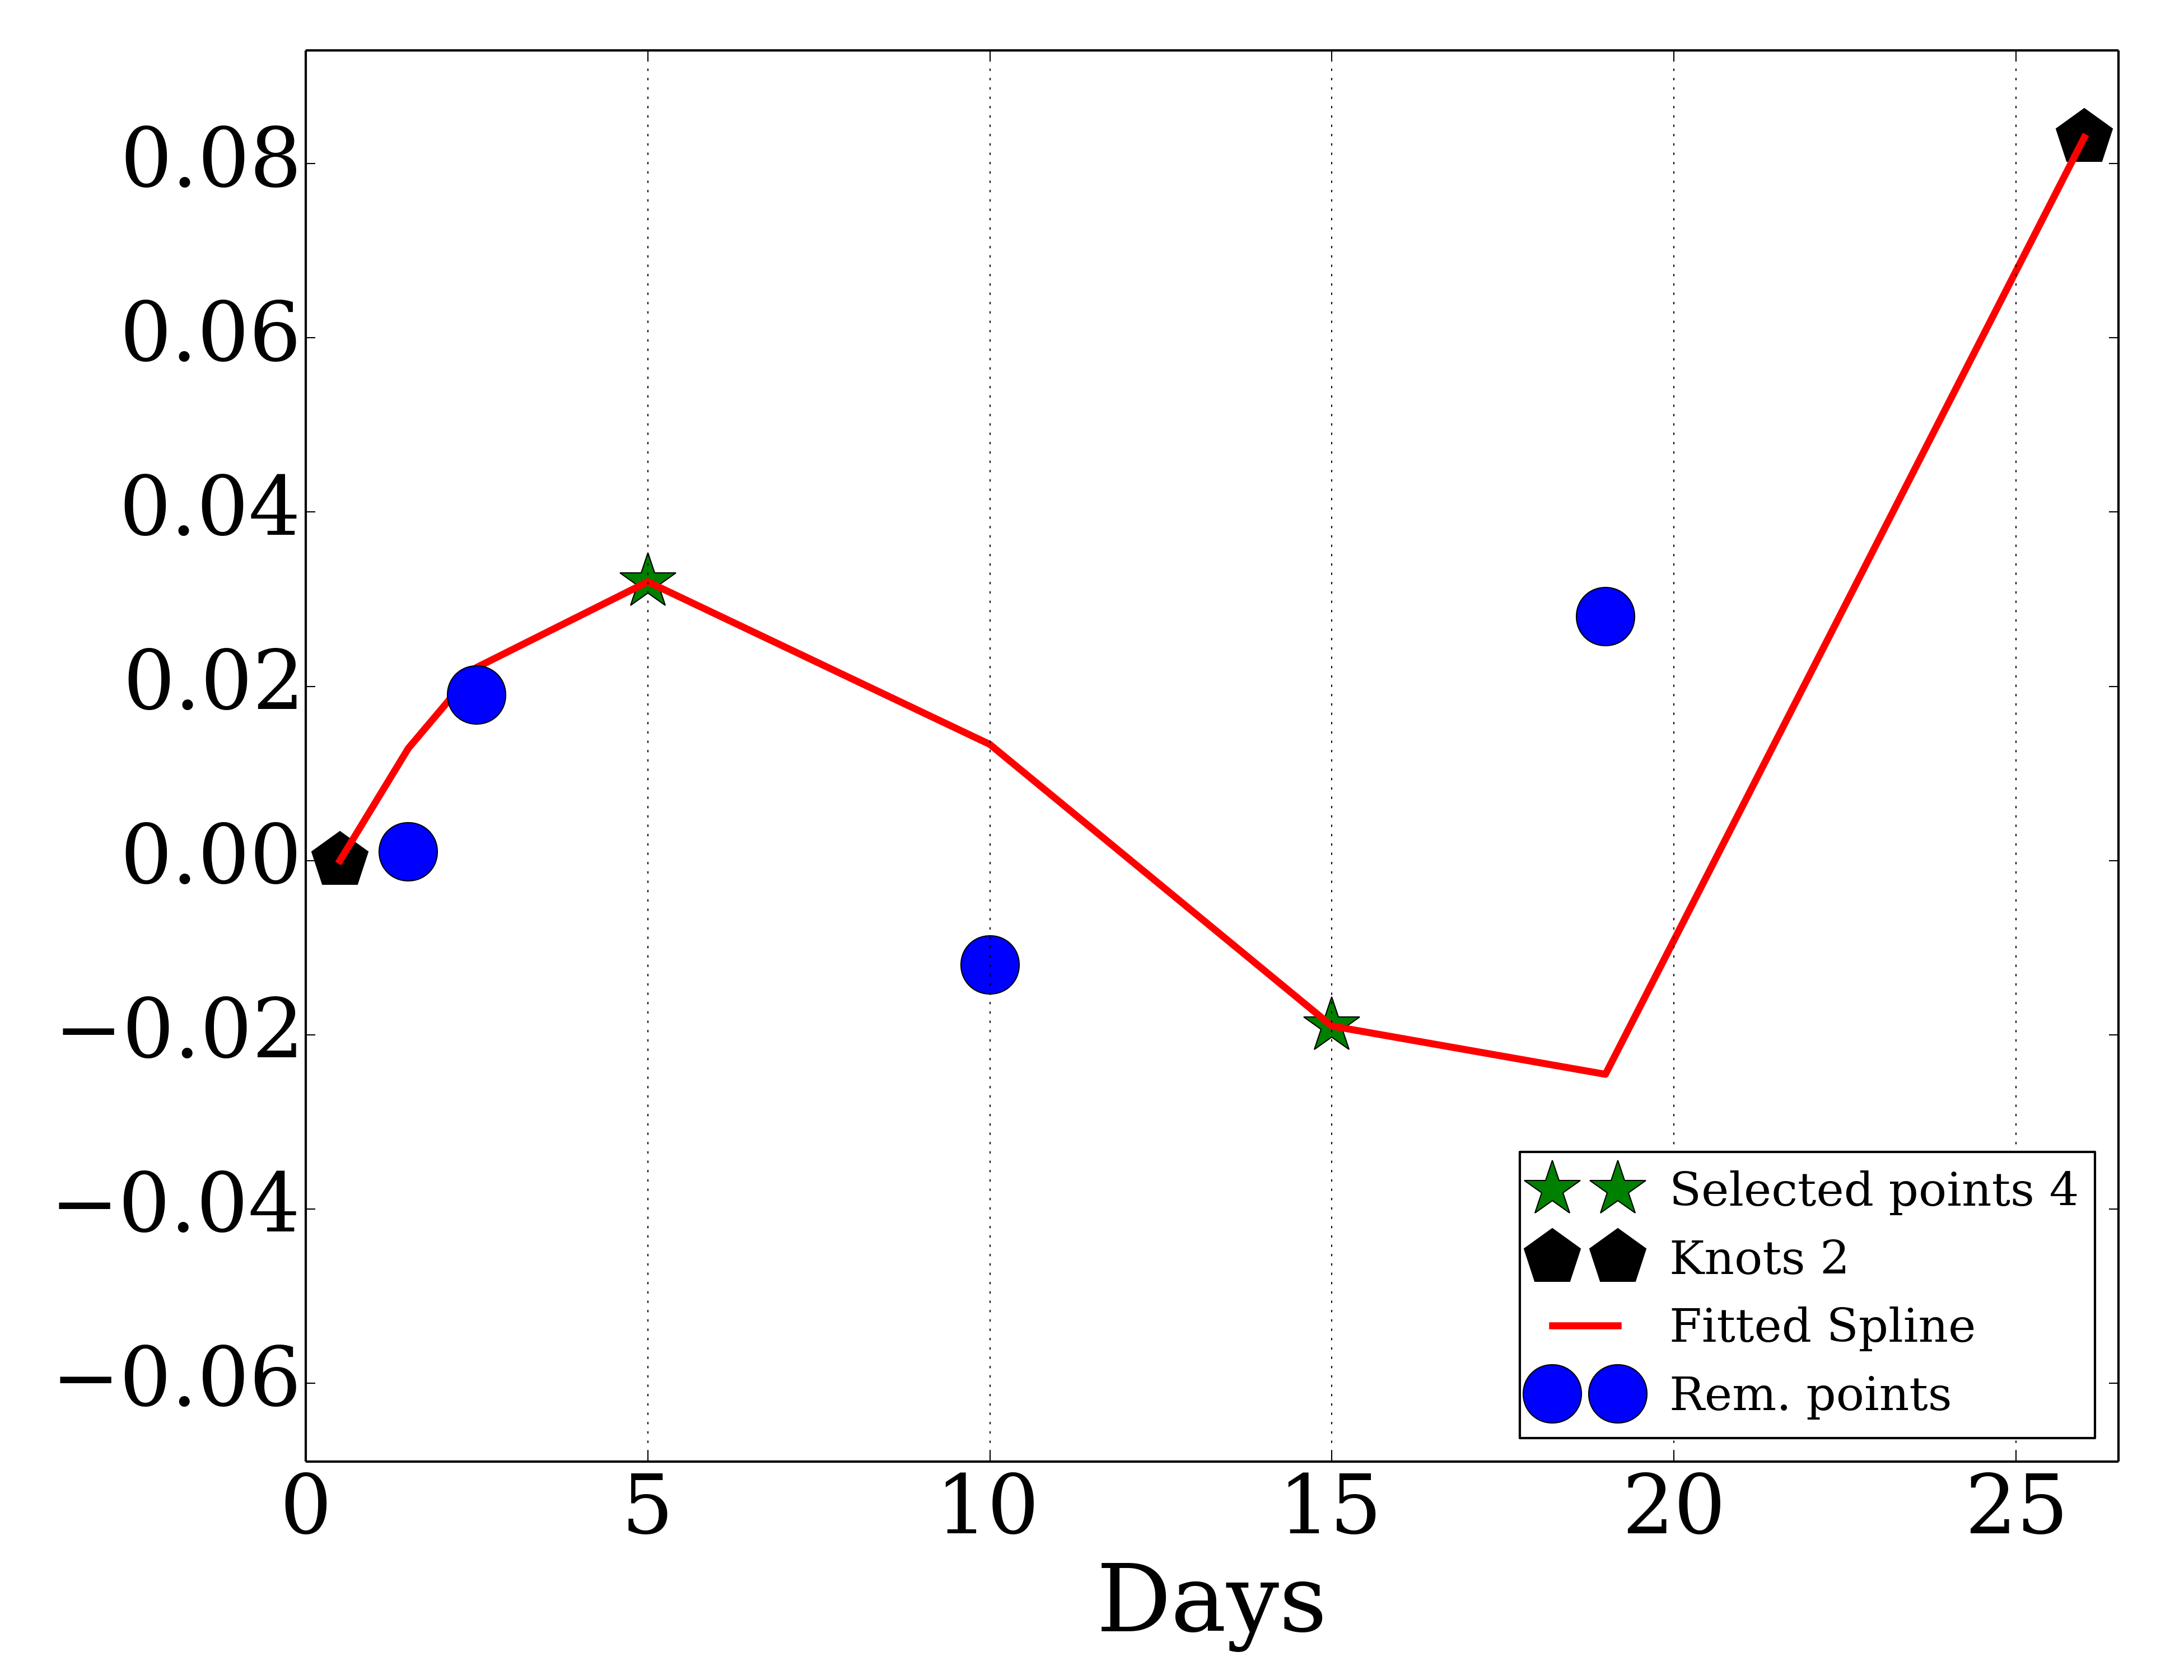 0.08
0.06
0.04
0.02
0.00
−0.02
−0.04
−0.06
0 5 10 15 20 25
Days
Selected points 4
Knots 2
Fitted Spline
Rem. points